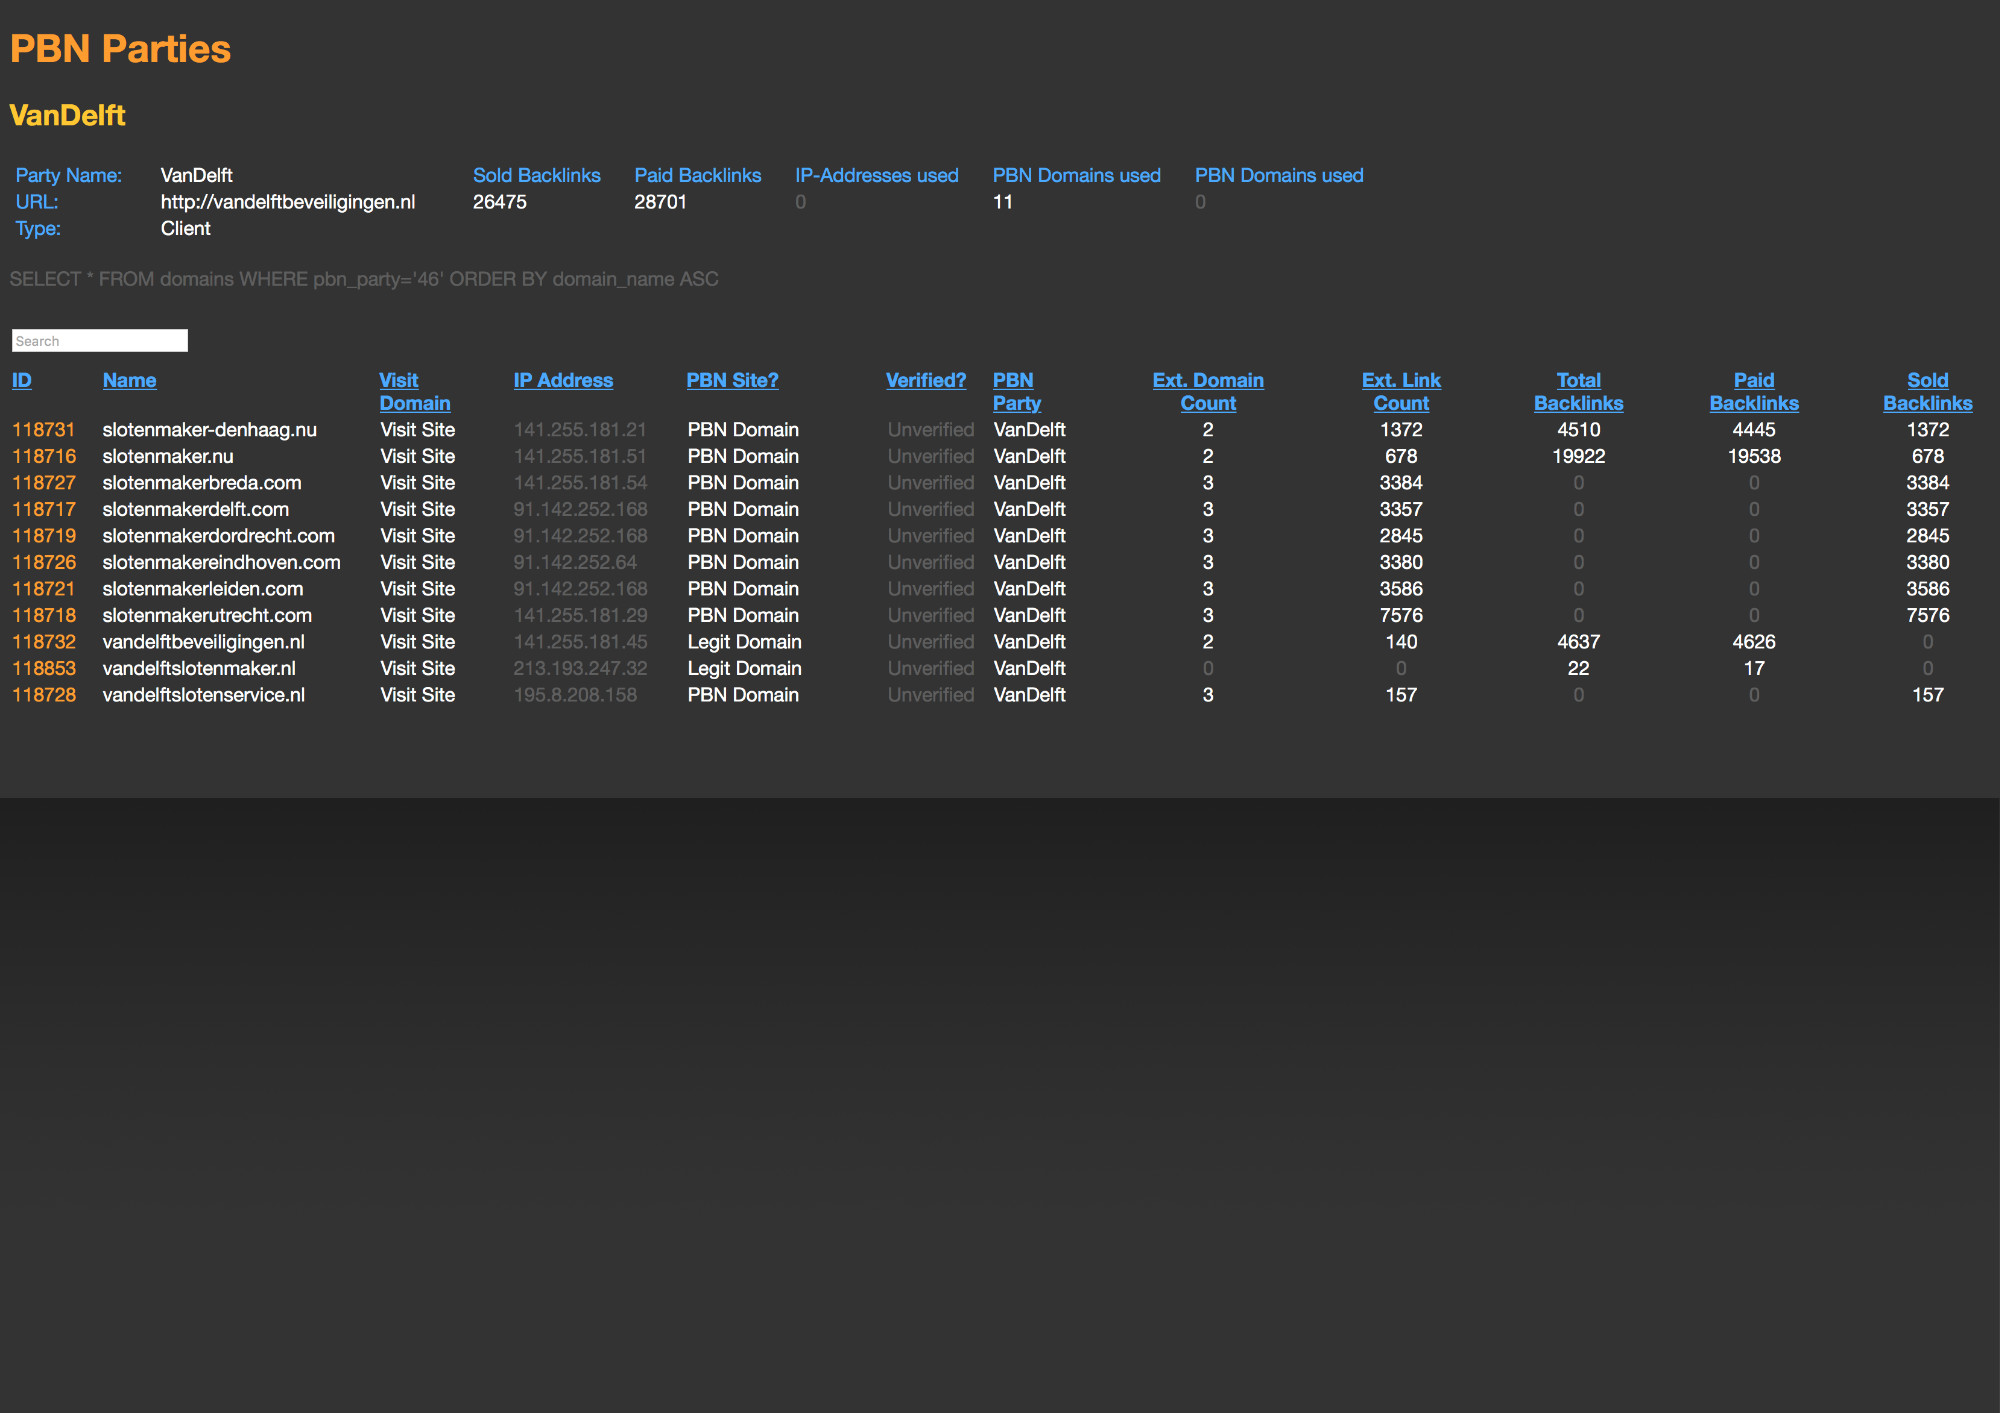 PBN Parties
VanDelft
Party Name: VanDelft Sold Backlinks Paid Backlinks IP-Addresses used PBN Domains used PBN Domains used
URL: http://vandelftbeveiligingen.nl 26475 28701 0 11 0
Type: Client
SELECT * FROM domains WHERE pbn_party='46' ORDER BY domain_name ASC
Search
ID Name Visit Domain IP Address PBN Site? Verified? PBN Party Ext. Domain Count Ext. Link Count Total Backlinks Paid Backlinks Sold Backlinks
118731 slotenmaker-denhaag.nu Visit Site 141.255.181.21 PBN Domain Unverified VanDelft 2 1372 4510 4445 1372
118716 slotenmaker.nu Visit Site 141.255.181.51 PBN Domain Unverified VanDelft 2 678 19922 19538 678
118727 slotenmakerbreda.com Visit Site 141.255.181.54 PBN Domain Unverified VanDelft 3 3384 0 0 3384
118717 slotenmakerdelft.com Visit Site 91.142.252.168 PBN Domain Unverified VanDelft 3 3357 0 0 3357
118719 slotenmakerdordrecht.com Visit Site 91.142.252.168 PBN Domain Unverified VanDelft 3 2845 0 0 2845
118726 slotenmakereindhoven.com Visit Site 91.142.252.64 PBN Domain Unverified VanDelft 3 3380 0 0 3380
118721 slotenmakerleiden.com Visit Site 91.142.252.168 PBN Domain Unverified VanDelft 3 3586 0 0 3586
118718 slotenmakerutrecht.com Visit Site 141.255.181.29 PBN Domain Unverified VanDelft 3 7576 0 0 7576
118732 vandelftbeveiligingen.nl Visit Site 141.255.181.45 Legit Domain Unverified VanDelft 2 140 4637 4626 0
118853 vandelftslotenmaker.nl Visit Site 213.193.247.32 Legit Domain Unverified VanDelft 0 0 22 17 0
118728 vandelftslotenservice.nl Visit Site 195.8.208.158 PBN Domain Unverified VanDelft 3 157 0 0 157